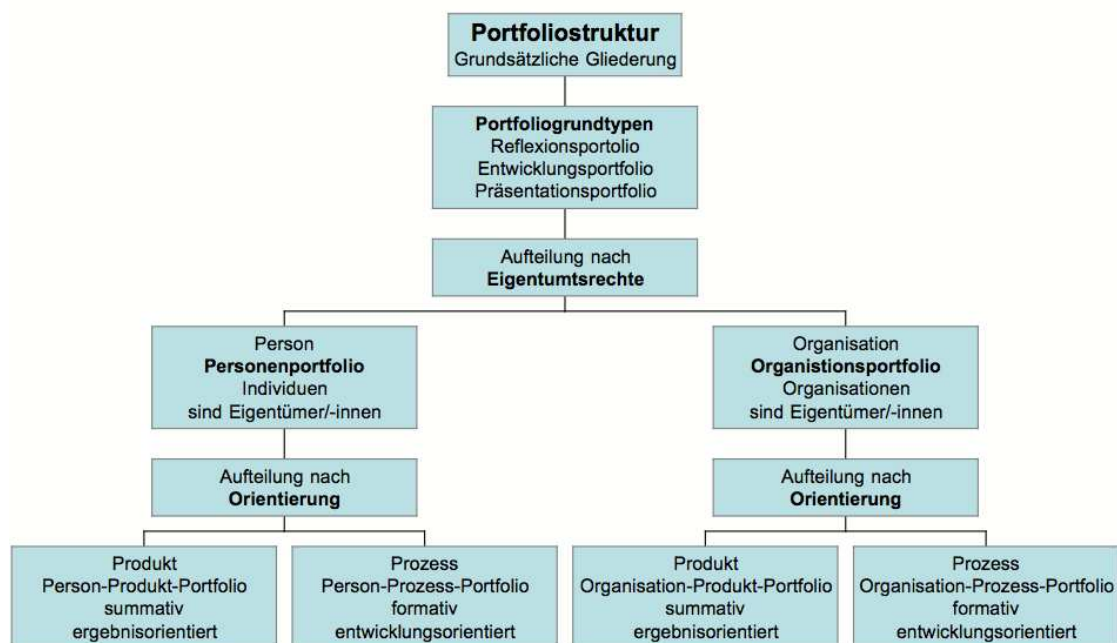 Portfoliostruktur
Grundsätzliche Gliederung
Portfoliogrundtypen
Reflexionsportolio
Entwicklungsportfolio
Präsentationsportfolio
Aufteilung nach
Eigentumtsrechte
Person
Personenportfolio
Individuen
sind Eigentümer/-innen
Organisation
Organistionsportfolio
Organisationen
sind Eigentümer/-innen
Aufteilung nach
Orientierung
Aufteilung nach
Orientierung
Produkt
Person-Produkt-Portfolio
summativ
ergebnisorientiert
Prozess
Person-Prozess-Portfolio
formativ
entwicklungsorientiert
Produkt
Organisation-Produkt-Portfolio
summativ
ergebnisorientiert
Prozess
Organisation-Prozess-Portfolio
formativ
entwicklungsorientiert